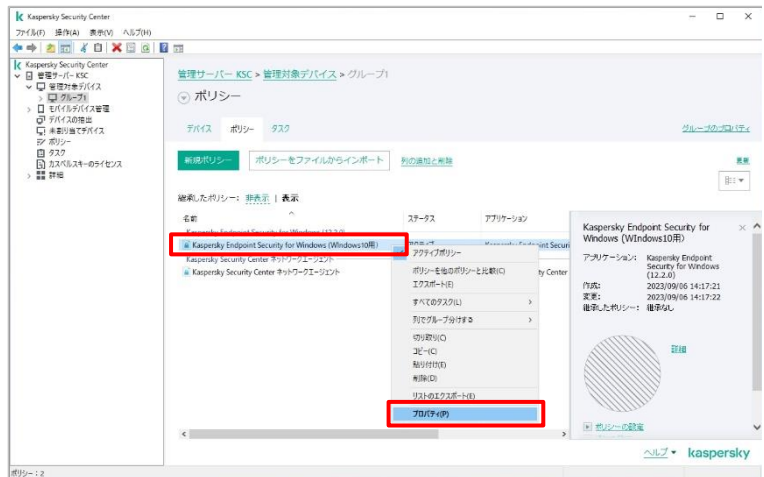 Kaspersky Security Center
ファイル(F) 操作(A) 表示(V) ヘルプ(H)
Kaspersky Security Center
管理サーバー KSC
管理対象デバイス
グループ1
モバイルデバイス管理
デバイスの抽出
未割り当てデバイス
ポリシー
タスク
カスペルスキーのライセンス
詳細
管理サーバー KSC > 管理対象デバイス > グループ1
ポリシー
デバイス ポリシー タスク
グループのプロパティ
新規ポリシー ポリシーをファイルからインポート 列の追加と削除
更新
継承したポリシー： 非表示 | 表示
名前 ステータス アプリケーション
Kaspersky Endpoint Security for Windows (12.2.0)
Kaspersky Endpoint Security for Windows (WIndows10用) アクティブ Kaspersky Endpoint Securi
Kaspersky Security Center ネットワークエージェント
Kaspersky Security Center ネットワークエージェント ty Center
アクティブポリシー
ポリシーを他のポリシーと比較(C)
エクスポート(E)
すべてのタスク(L)
列でグループ分けする
切り取り(C)
コピー(C)
貼り付け(E)
削除(D)
リストのエクスポート(E)
プロパティ(P)
Kaspersky Endpoint Security for
Windows (WIndows10用)
アプリケーション： Kaspersky Endpoint
Security for Windows
(12.2.0)
作成： 2023/09/06 14:17:21
変更： 2023/09/06 14:17:22
継承したポリシー： 継承なし
詳細
ポリシーの設定
ヘルプ kaspersky
ポリシー：2